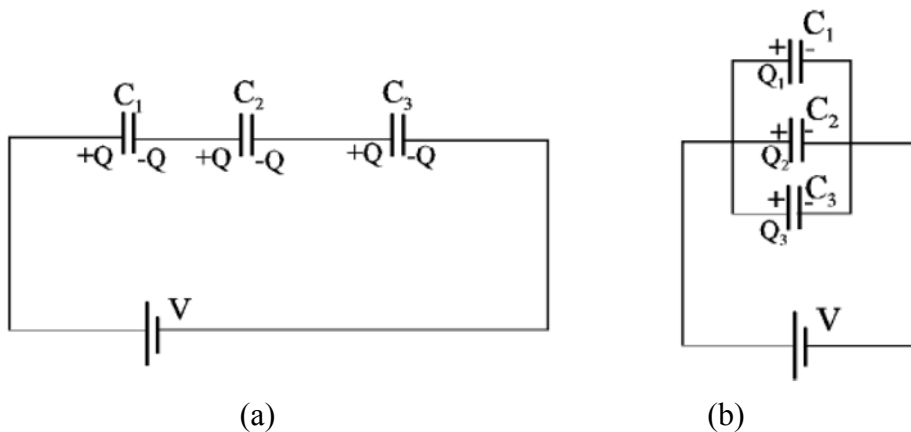 C₁ C₂ C₃
+Q -Q +Q -Q +Q -Q
V
(a)
C₁
+ -
Q₁
C₂
+ -
Q₂
C₃
+ -
Q₃
V
(b)